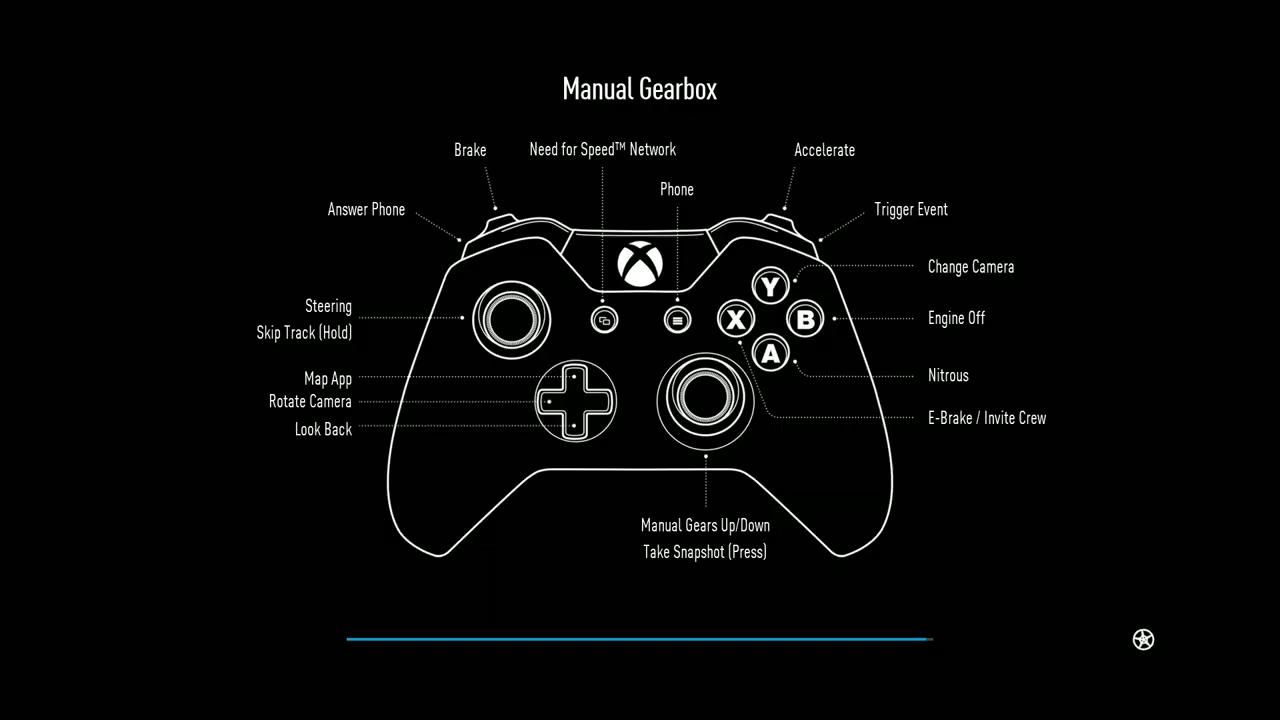 Manual Gearbox
Brake
Need for Speed™ Network
Accelerate
Phone
Answer Phone
Trigger Event
Change Camera
Y
Steering
X
B
Engine Off
Skip Track (Hold)
A
Map App
Nitrous
Rotate Camera
E-Brake / Invite Crew
Look Back
Manual Gears Up/Down
Take Snapshot (Press)